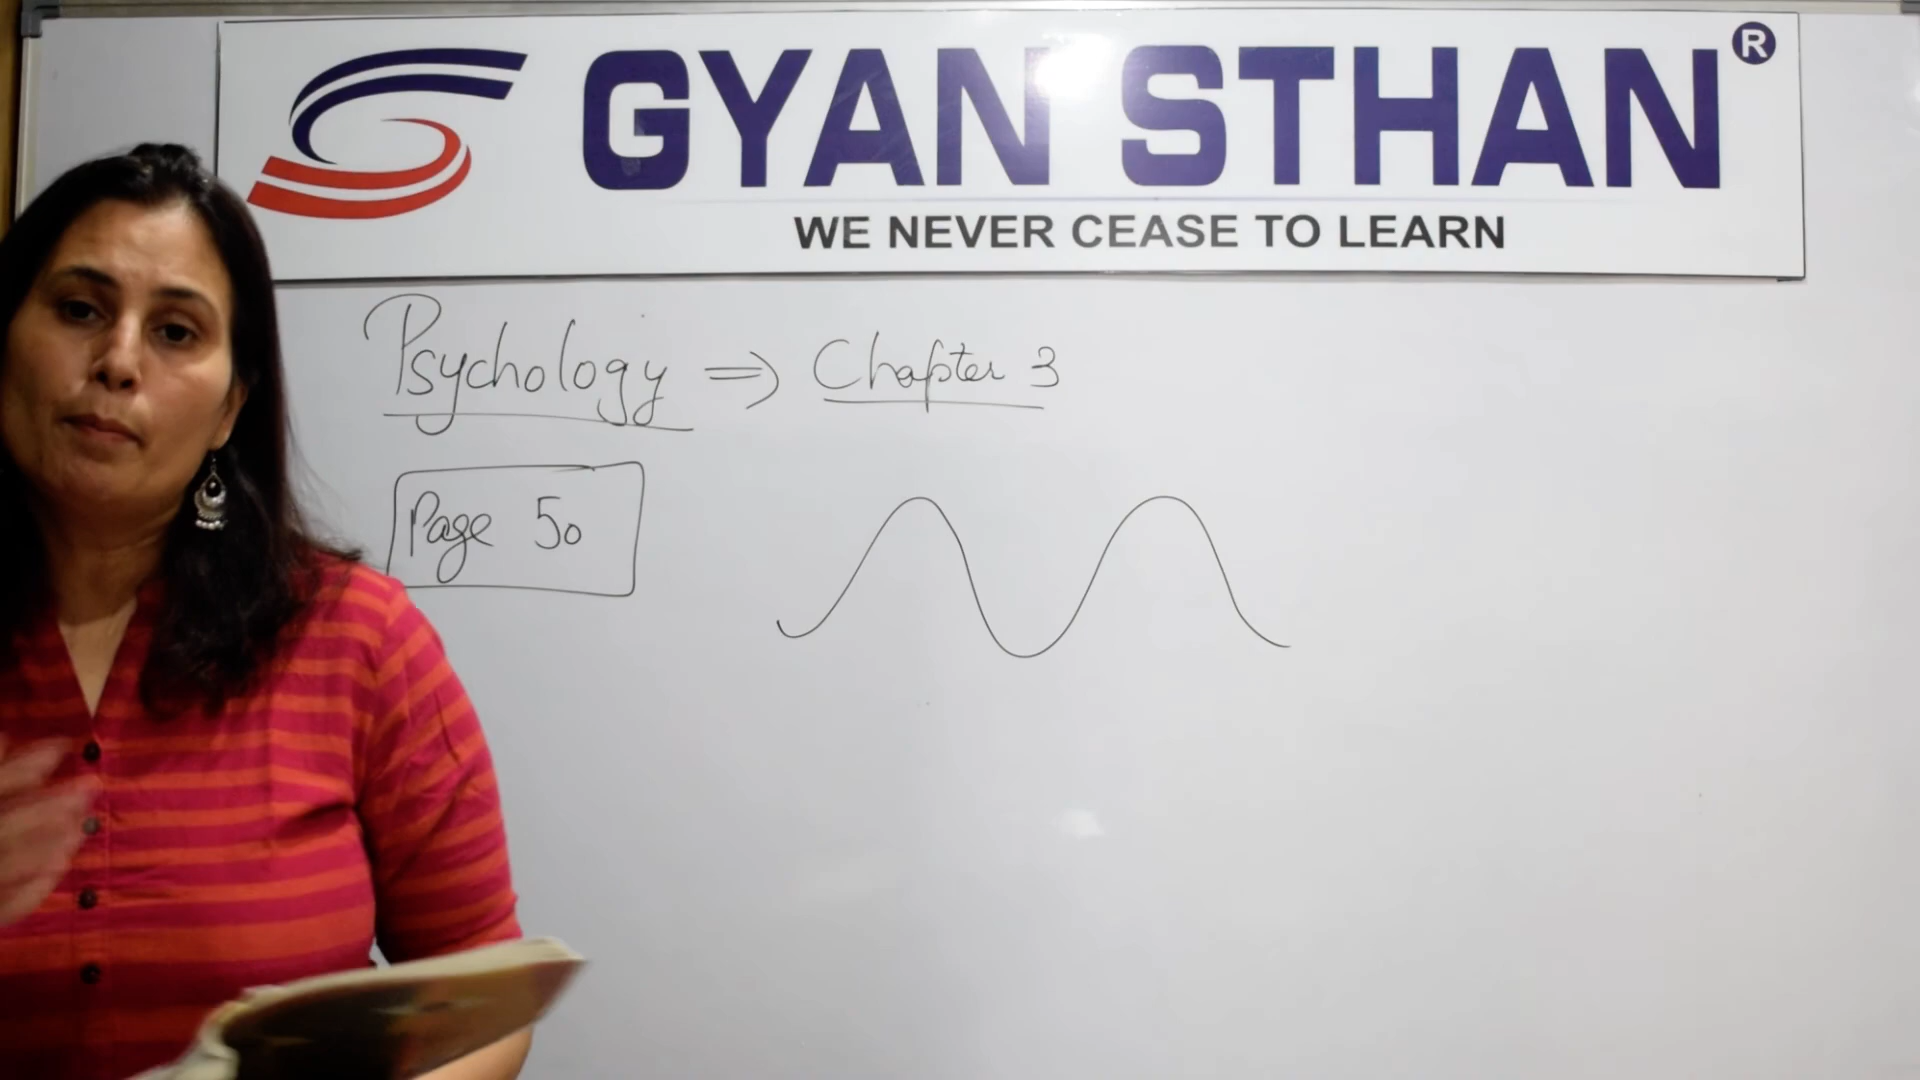 GYAN STHAN®
WE NEVER CEASE TO LEARN
Psychology ⇒ Chapter 3
Page 50